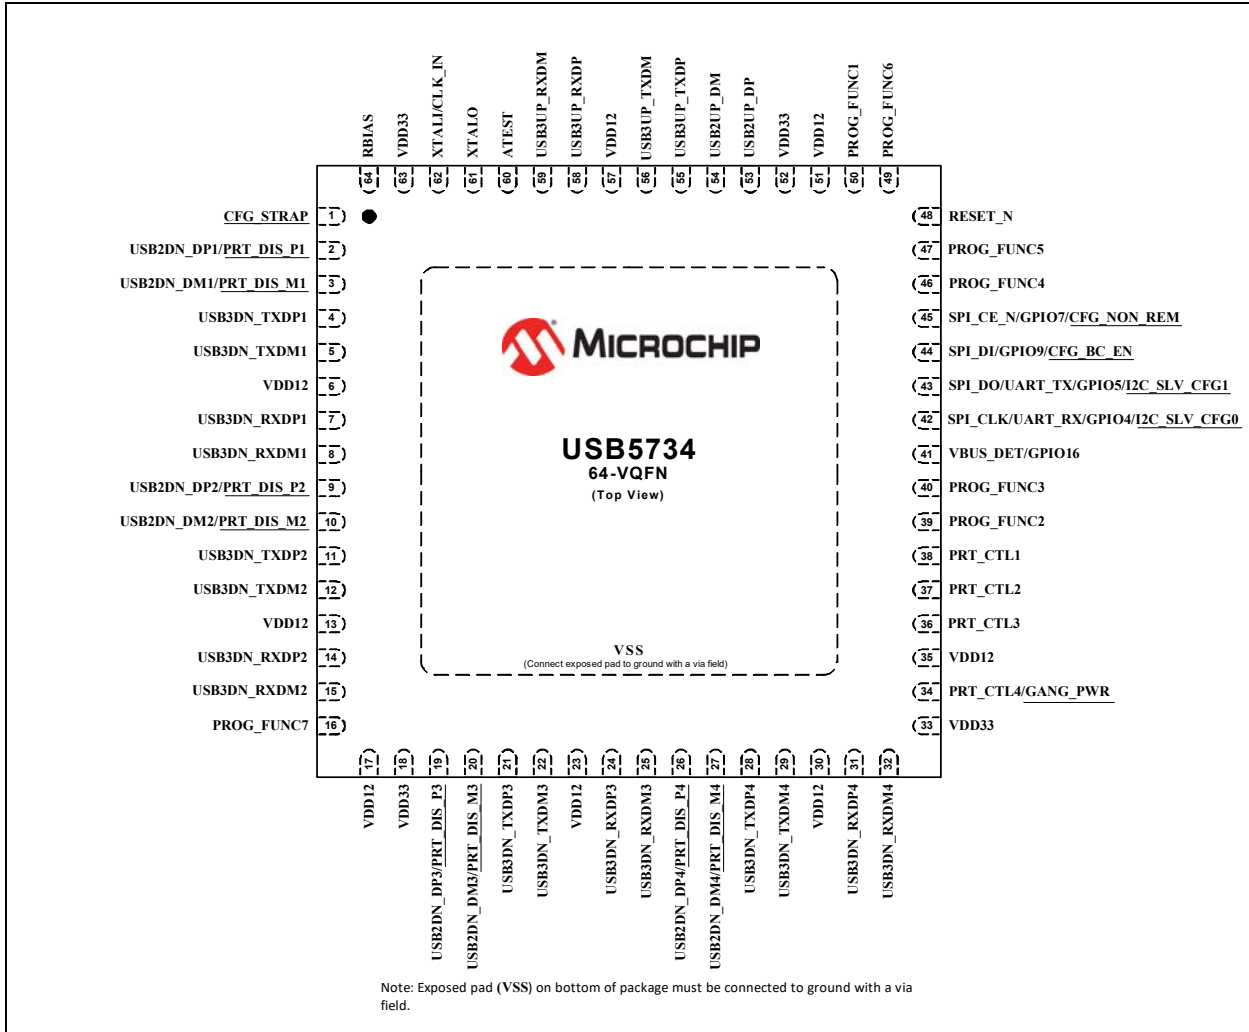 RBIAS
VDD33
XTALI/CLK_IN
XTALO
ATEST
USB3UP_RXDM
USB3UP_RXDP
VDD12
USB3UP_TXDM
USB3UP_TXDP
USB2UP_DM
USB2UP_DP
VDD33
VDD12
PROG_FUNC1
PROG_FUNC6
64
63
62
61
60
59
58
57
56
55
54
53
52
51
50
49
CFG_STRAP 1
USB2DN_DP1/PRT_DIS_P1 2
USB2DN_DM1/PRT_DIS_M1 3
USB3DN_TXDP1 4
USB3DN_TXDM1 5
VDD12 6
USB3DN_RXDP1 7
USB3DN_RXDM1 8
USB2DN_DP2/PRT_DIS_P2 9
USB2DN_DM2/PRT_DIS_M2 10
USB3DN_TXDP2 11
USB3DN_TXDM2 12
VDD12 13
USB3DN_RXDP2 14
USB3DN_RXDM2 15
PROG_FUNC7 16
MICROCHIP
USB5734
64-VQFN
(Top View)
VSS
(Connect exposed pad to ground with a via field)
48 RESET_N
47 PROG_FUNC5
46 PROG_FUNC4
45 SPI_CE_N/GPIO7/CFG_NON_REM
44 SPI_DI/GPIO9/CFG_BC_EN
43 SPI_DO/UART_TX/GPIO5/I2C_SLV_CFG1
42 SPI_CLK/UART_RX/GPIO4/I2C_SLV_CFG0
41 VBUS_DET/GPIO16
40 PROG_FUNC3
39 PROG_FUNC2
38 PRT_CTL1
37 PRT_CTL2
36 PRT_CTL3
35 VDD12
34 PRT_CTL4/GANG_PWR
33 VDD33
17
18
19
20
21
22
23
24
25
26
27
28
29
30
31
32
VDD12
VDD33
USB2DN_DP3/PRT_DIS_P3
USB2DN_DM3/PRT_DIS_M3
USB3DN_TXDP3
USB3DN_TXDM3
VDD12
USB3DN_RXDP3
USB3DN_RXDM3
USB2DN_DP4/PRT_DIS_P4
USB2DN_DM4/PRT_DIS_M4
USB3DN_TXDP4
USB3DN_TXDM4
VDD12
USB3DN_RXDP4
USB3DN_RXDM4
Note: Exposed pad (VSS) on bottom of package must be connected to ground with a via
field.